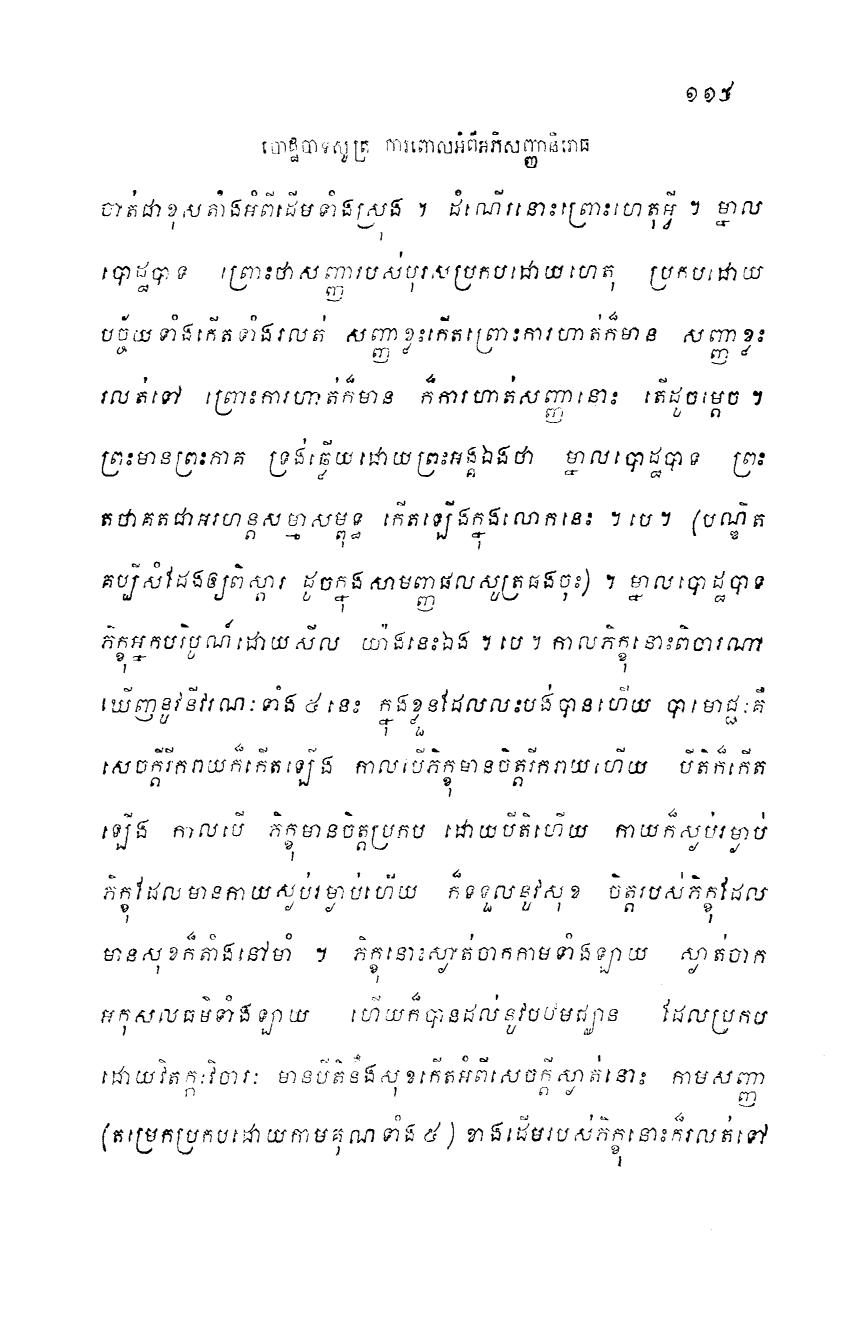 ១១៩
បោដ្ឋបាទសូត្រ ការពោលអំពីអភិសញ្ញានិរោធ
ចាត់ជាខុសតាំងអំពីដើមទាំងស្រុង ។ ដំណើរនោះព្រោះហេតុអ្វី ។ ម្នាល
បោដ្ឋបាទ ព្រោះថាសញ្ញារបស់បុរសប្រកបដោយហេតុ ប្រកបដោយ
បច្ច័យទាំងកើតទាំងរលត់ សញ្ញាខ្លះកើតព្រោះការហាត់ក៏មាន សញ្ញាខ្លះ
រលត់ទៅ ព្រោះការហាត់ក៏មាន ក៏ការហាត់សញ្ញានោះ តើដូចម្តេច ។
ព្រះមានព្រះភាគ ទ្រង់ឆ្លើយដោយព្រះអង្គឯងថា ម្នាលបោដ្ឋបាទ ព្រះ
តថាគតជាអរហន្តសម្មាសម្ពុទ្ធ កើតឡើងក្នុងលោកនេះ ។ បេ ។ (បណ្ឌិត
គប្បីសំដែងឲ្យពិស្តារ ដូចក្នុងសាមញ្ញផលសូត្រផងចុះ) ។ ម្នាលបោដ្ឋបាទ
ភិក្ខុអ្នកបរិបូណ៌ដោយសីល យ៉ាងនេះឯង ។ បេ ។ កាលភិក្ខុនោះពិចារណា
ឃើញនូវនីវរណៈទាំង ៥ នេះ ក្នុងខ្លួនដែលលះបង់បានហើយ បាមោជ្ជៈគឺ
សេចក្តីរីករាយក៏កើតឡើង កាលបើភិក្ខុមានចិត្តរីករាយហើយ បីតិក៏កើត
ឡើង កាលបើ ភិក្ខុមានចិត្តប្រកប ដោយបីតិហើយ កាយក៏ស្ងប់រម្ងាប់
ភិក្ខុដែលមានកាយស្ងប់រម្ងាប់ហើយ ក៏ទទួលនូវសុខ ចិត្តរបស់ភិក្ខុដែល
មានសុខក៏តាំងនៅមាំ ។ ភិក្ខុនោះស្ងាត់ចាកកាមទាំងឡាយ ស្ងាត់ចាក
អកុសលធម៌ទាំងឡាយ ហើយក៏បានដល់នូវបឋមជ្ឈាន ដែលប្រកប
ដោយវិតក្កៈវិចារៈ មានបីតិនិងសុខកើតអំពីសេចក្តីស្ងាត់នោះ កាមសញ្ញា
(តម្រេកប្រកបដោយកាមគុណទាំង ៥ ) ខាងដើមរបស់ភិក្ខុនោះក៏រលត់ទៅ